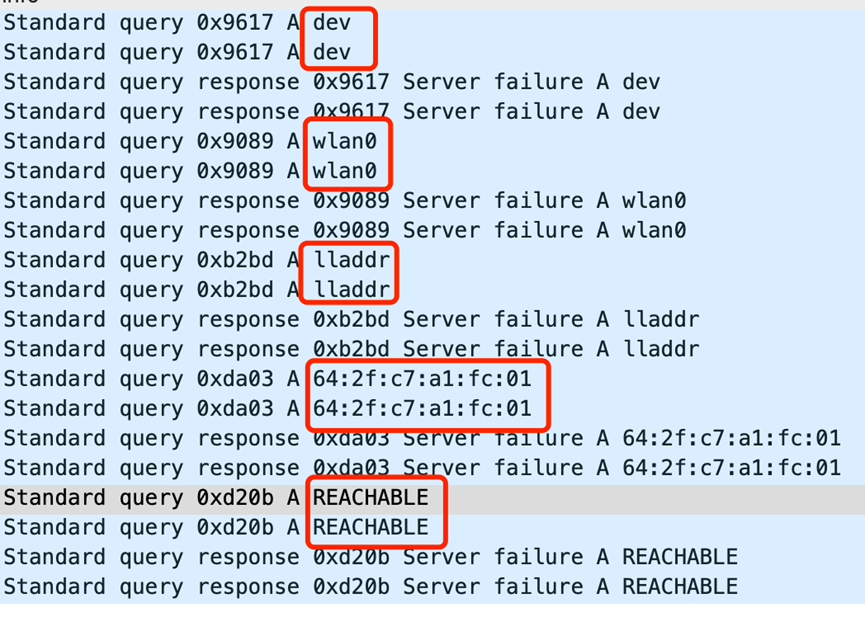 Standard query 0x9617 A dev
Standard query 0x9617 A dev
Standard query response 0x9617 Server failure A dev
Standard query response 0x9617 Server failure A dev
Standard query 0x9089 A wlan0
Standard query 0x9089 A wlan0
Standard query response 0x9089 Server failure A wlan0
Standard query response 0x9089 Server failure A wlan0
Standard query 0xb2bd A lladdr
Standard query 0xb2bd A lladdr
Standard query response 0xb2bd Server failure A lladdr
Standard query response 0xb2bd Server failure A lladdr
Standard query 0xda03 A 64:2f:c7:a1:fc:01
Standard query 0xda03 A 64:2f:c7:a1:fc:01
Standard query response 0xda03 Server failure A 64:2f:c7:a1:fc:01
Standard query response 0xda03 Server failure A 64:2f:c7:a1:fc:01
Standard query 0xd20b A REACHABLE
Standard query 0xd20b A REACHABLE
Standard query response 0xd20b Server failure A REACHABLE
Standard query response 0xd20b Server failure A REACHABLE